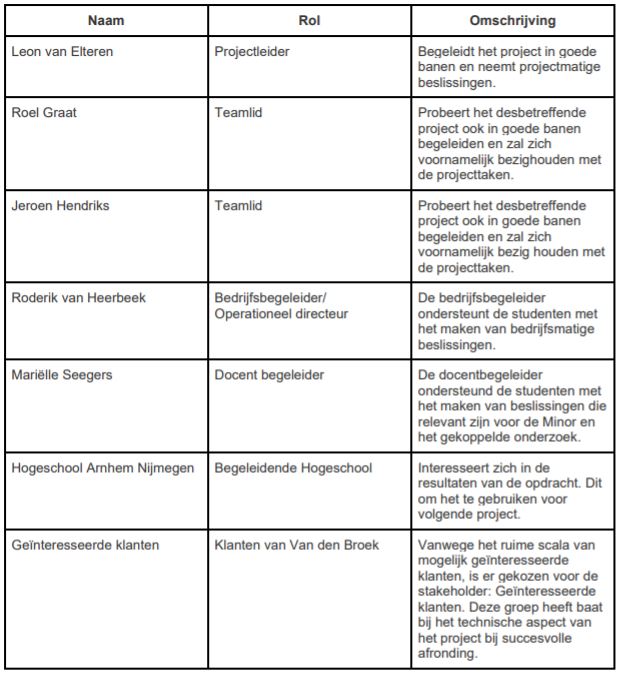 Naam Rol Omschrijving
Leon van Elteren Projectleider Begeleidt het project in goede
banen en neemt projectmatige
beslissingen.
Roel Graat Teamlid Probeert het desbetreffende
project ook in goede banen
begeleiden en zal zich
voornamelijk bezighouden met
de projecttaken.
Jeroen Hendriks Teamlid Probeert het desbetreffende
project ook in goede banen
begeleiden en zal zich
voornamelijk bezig houden met
de projecttaken.
Roderik van Heerbeek Bedrijfsbegeleider/ De bedrijfsbegeleider
Operationeel directeur ondersteunt de studenten met
het maken van bedrijfsmatige
beslissingen.
Mariëlle Seegers Docent begeleider De docentbegeleider
ondersteund de studenten met
het maken van beslissingen die
relevant zijn voor de Minor en
het gekoppelde onderzoek.
Hogeschool Arnhem Nijmegen Begeleidende Hogeschool Interesseert zich in de
resultaten van de opdracht. Dit
om het te gebruiken voor
volgende project.
Geïnteresseerde klanten Klanten van Van den Broek Vanwege het ruime scala van
mogelijk geïnteresseerde
klanten, is er gekozen voor de
stakeholder: Geïnteresseerde
klanten. Deze groep heeft baat
bij het technische aspect van
het project bij succesvolle
afronding.